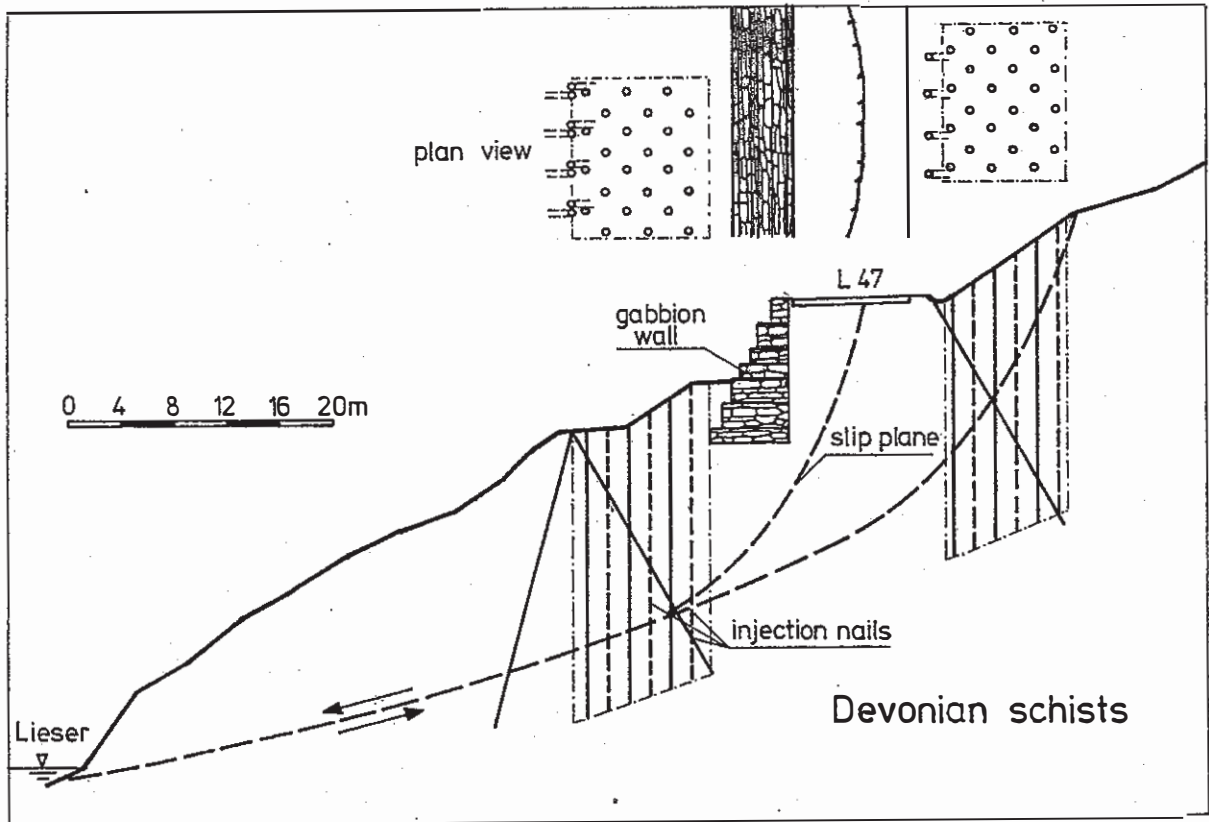 plan view
L 47
gabbion
wall
0 4 8 12 16 20m
slip plane
injection nails
Devonian schists
Lieser